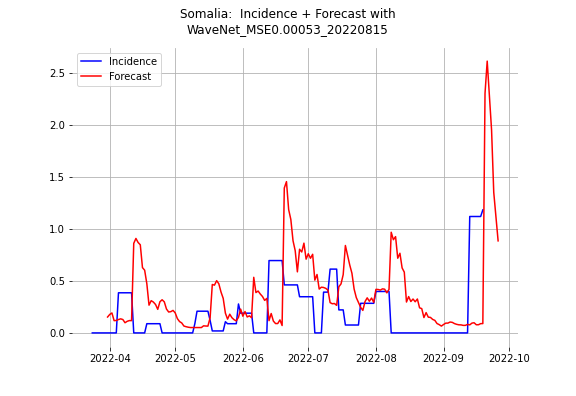 Somalia:  Incidence + Forecast with
WaveNet_MSE0.00053_20220815
Incidence
Forecast
2.5
2.0
1.5
1.0
0.5
0.0
2022-04 2022-05 2022-06 2022-07 2022-08 2022-09 2022-10